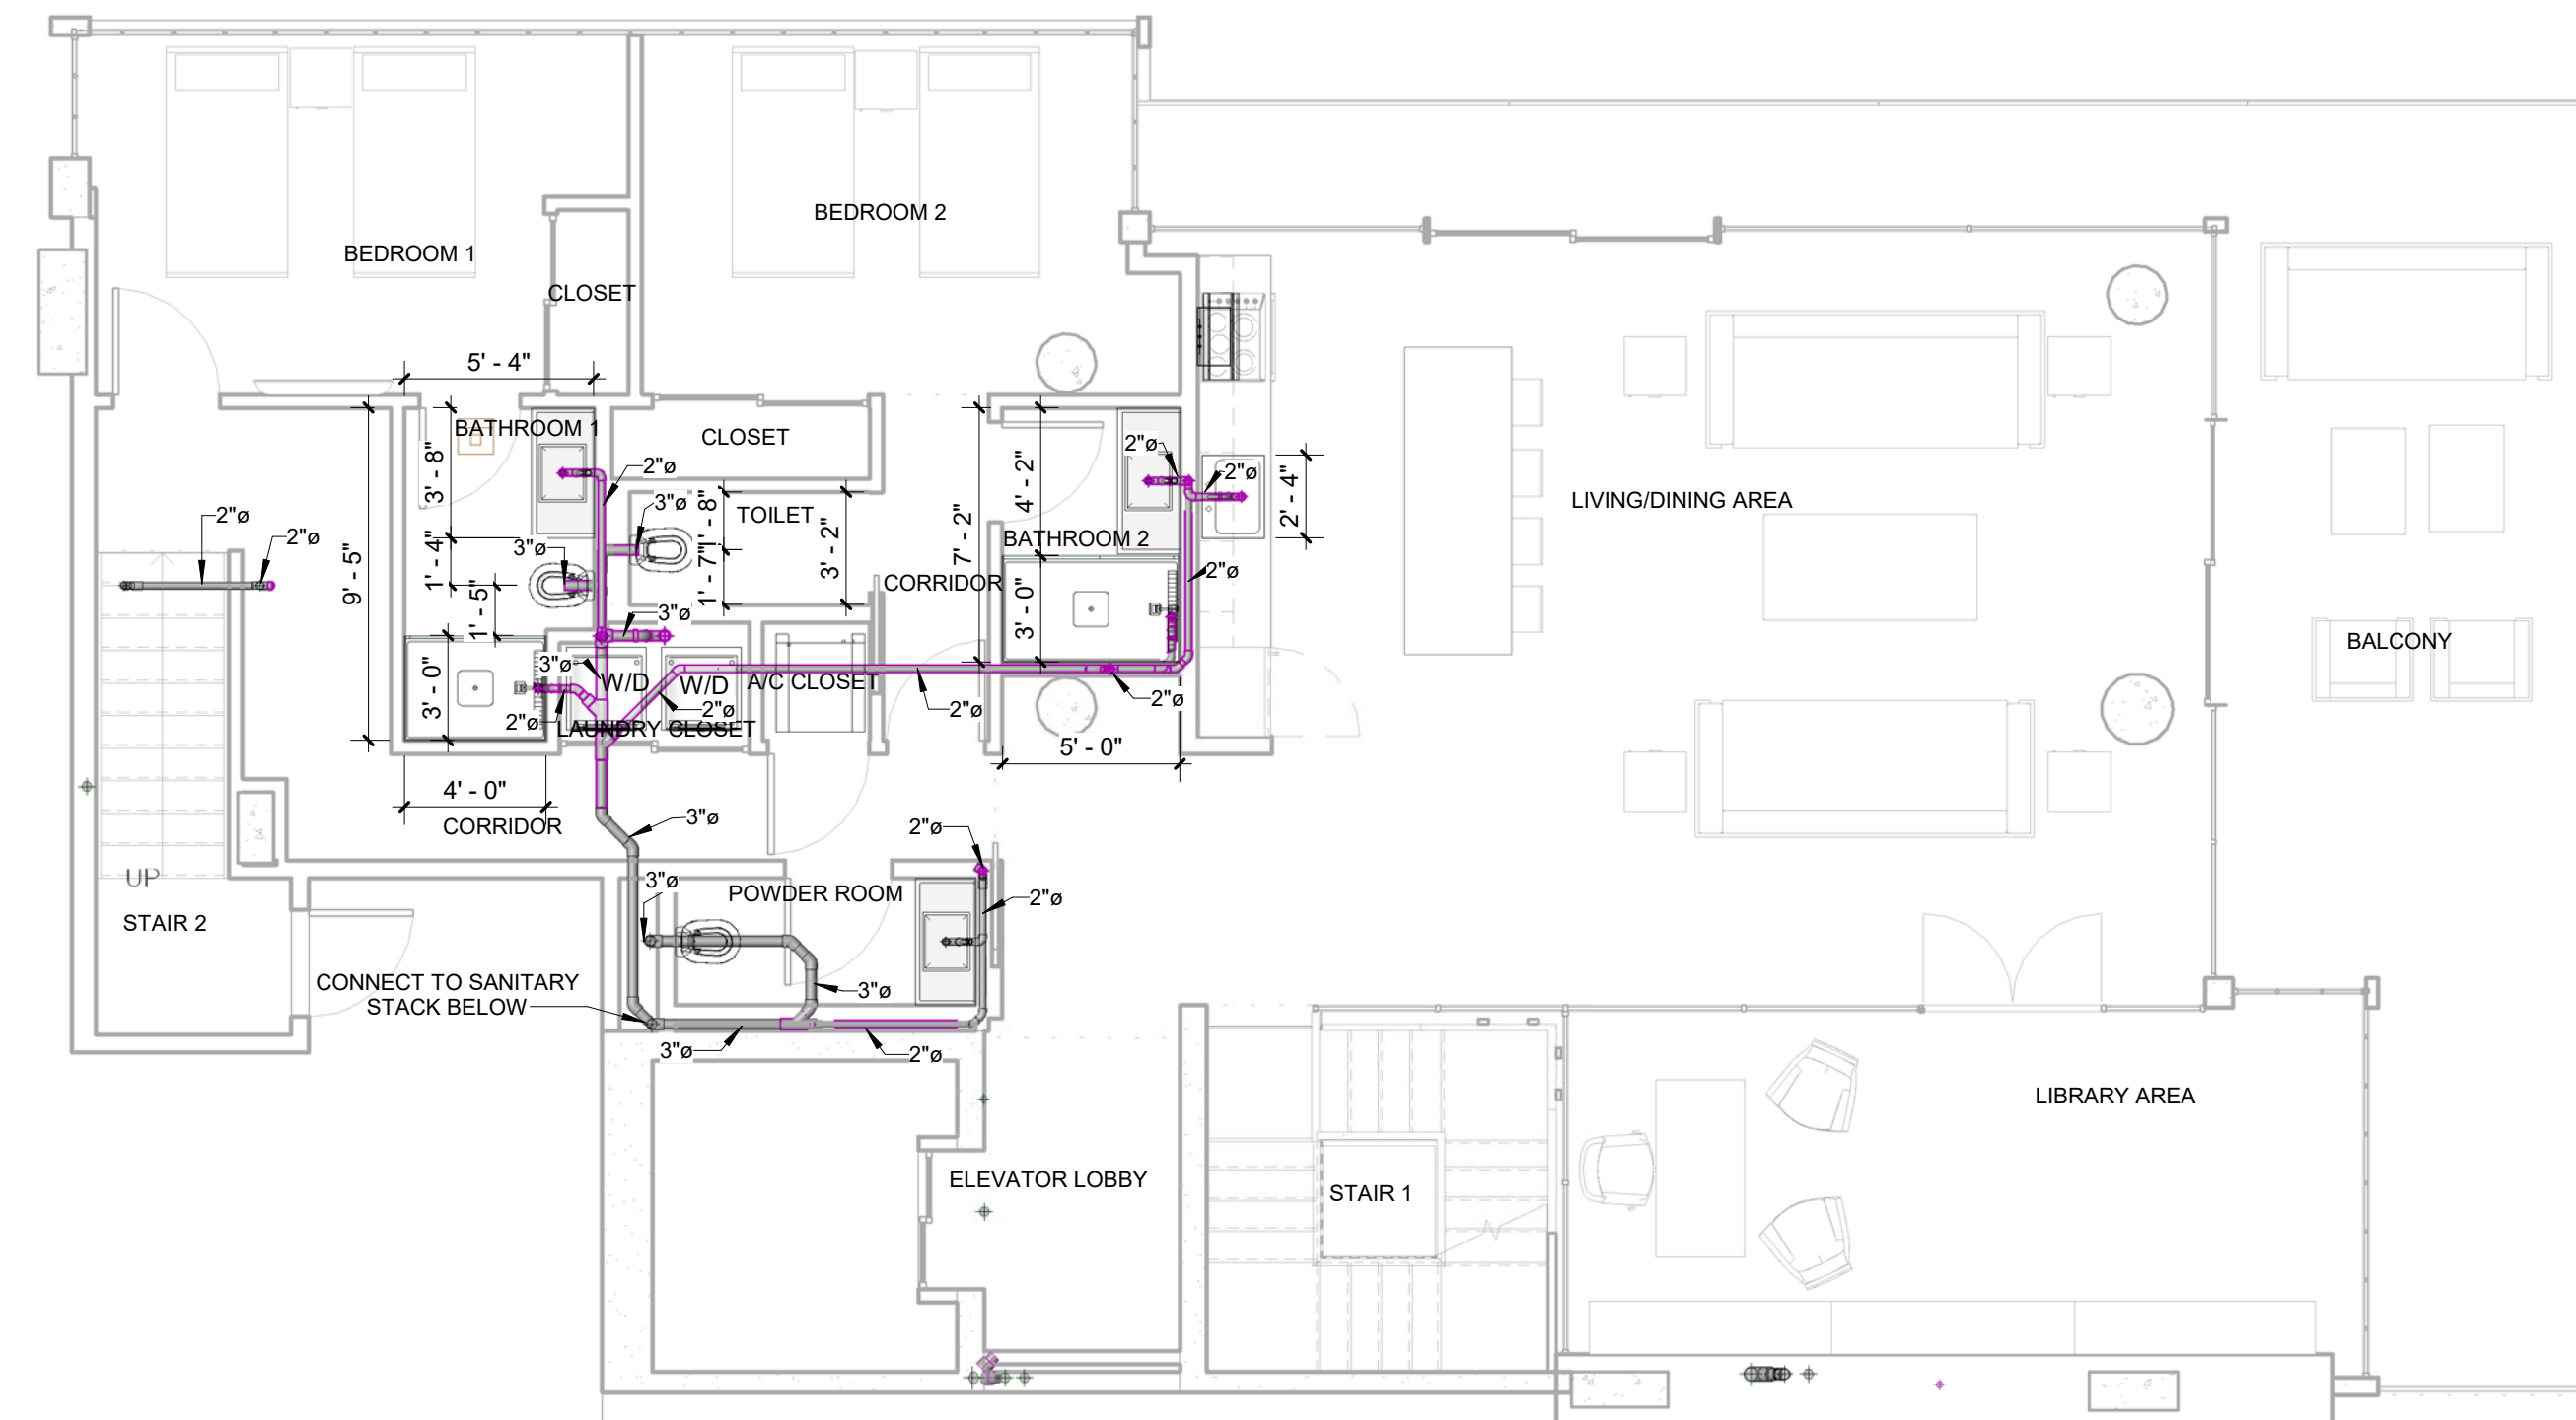 BEDROOM 2
BEDROOM 1
CLOSET
5' - 4"
BATHROOM 1
CLOSET
2"ø
2"ø
3' - 8"
4' - 2"
2"ø
2' - 4"
LIVING/DINING AREA
3"ø
1' - 8"
TOILET
3' - 2"
7' - 2"
2"ø
2"ø
3"ø
1' - 4"
1' - 7"
BATHROOM 2
9' - 5"
CORRIDOR
2"ø
1' - 5"
3"ø
3' - 0"
BALCONY
3"ø
W/D
W/D
A/C CLOSET
3' - 0"
2"ø
2"ø
2"ø
2"ø
LAUNDRY CLOSET
5' - 0"
4' - 0"
CORRIDOR
3"ø
2"ø
UP
3"ø
POWDER ROOM
2"ø
STAIR 2
CONNECT TO SANITARY
STACK BELOW
3"ø
3"ø
2"ø
LIBRARY AREA
ELEVATOR LOBBY
STAIR 1